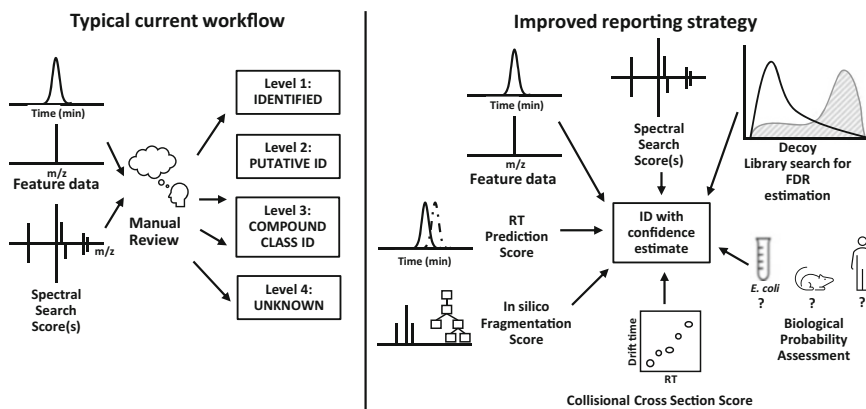 Typical current workflow
Time (min)
m/z
Feature data
m/z
Spectral
Search
Score(s)
Manual
Review
Level 1:
IDENTIFIED
Level 2:
PUTATIVE ID
Level 3:
COMPOUND
CLASS ID
Level 4:
UNKNOWN
Improved reporting strategy
Time (min)
m/z
Feature data
Spectral
Search
Score(s)
Decoy
Library search for
FDR
estimation
Time (min)
RT
Prediction
Score
ID with
confidence
estimate
In silico
Fragmentation
Score
Drift time
RT
Collisional Cross Section Score
E. coli
? ? ?
Biological
Probability
Assessment